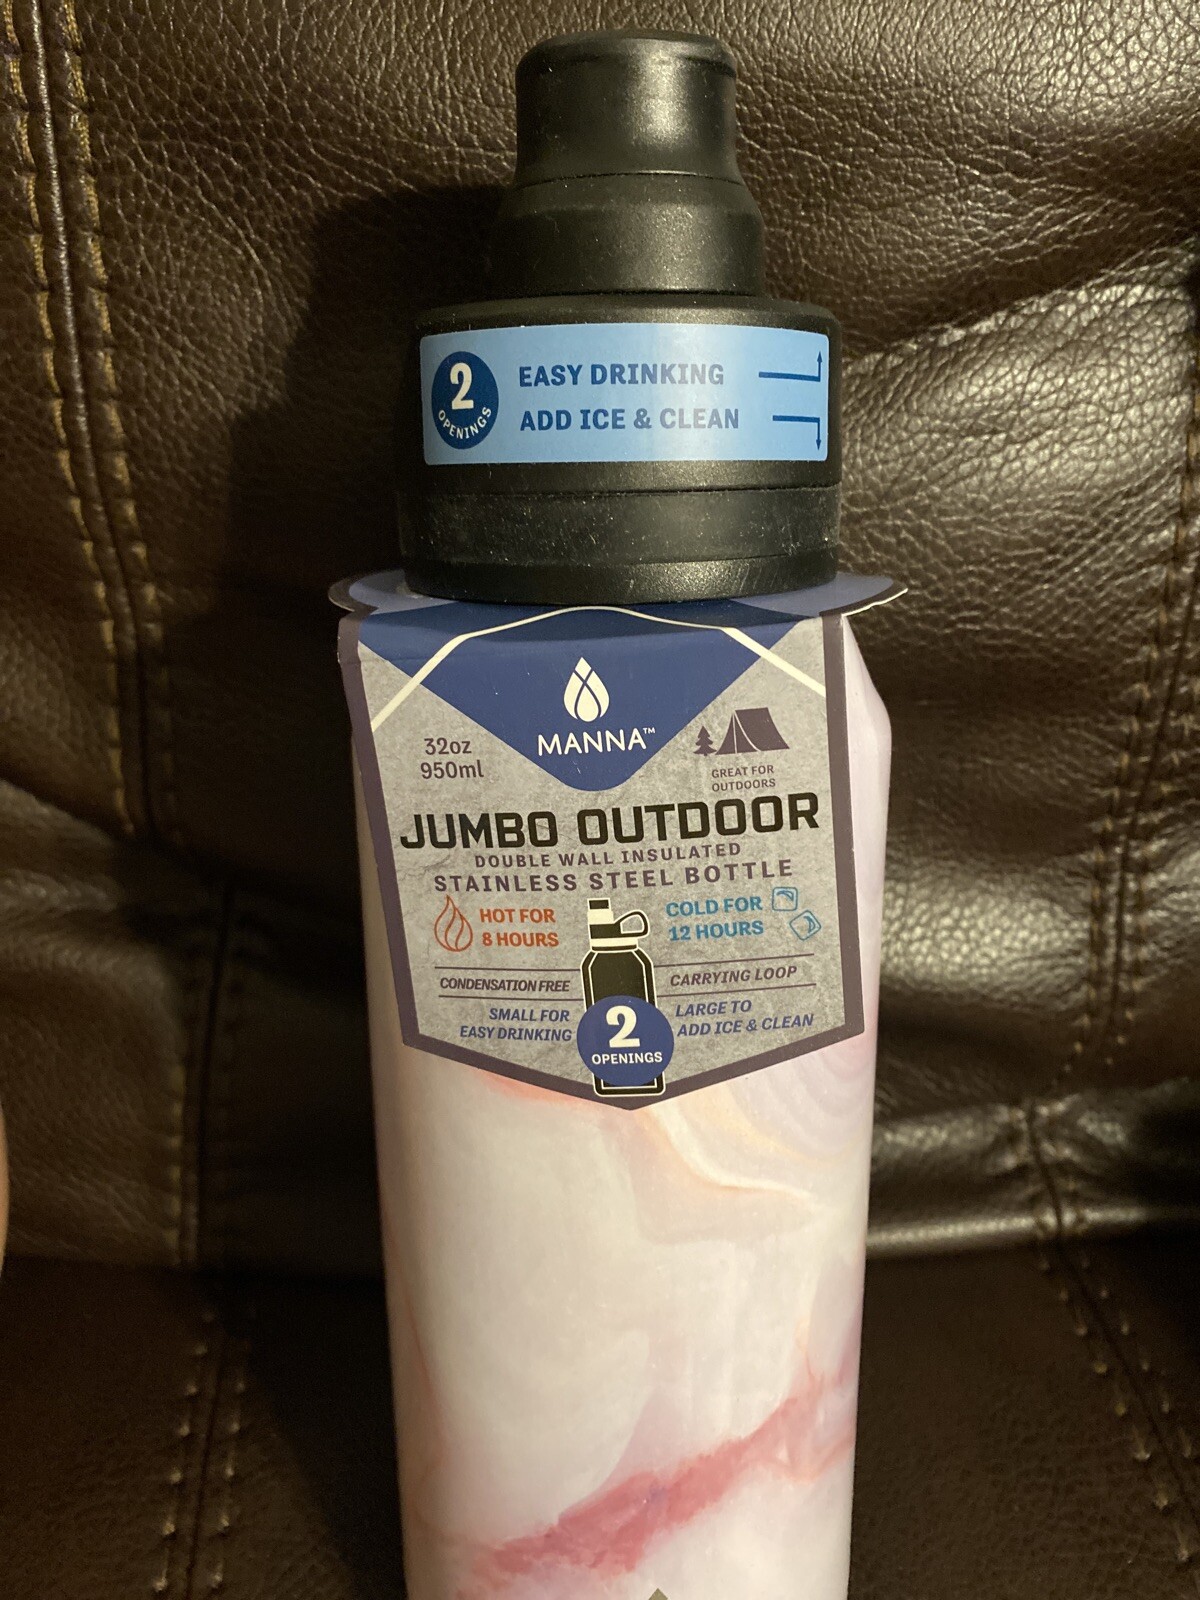 2
OPENINGS
EASY DRINKING
ADD ICE & CLEAN
MANNA™
32oz
950ml
GREAT FOR
OUTDOORS
JUMBO OUTDOOR
DOUBLE WALL INSULATED
STAINLESS STEEL BOTTLE
HOT FOR
8 HOURS
COLD FOR
12 HOURS
CONDENSATION FREE
CARRYING LOOP
SMALL FOR
EASY DRINKING
2
OPENINGS
LARGE TO
ADD ICE & CLEAN